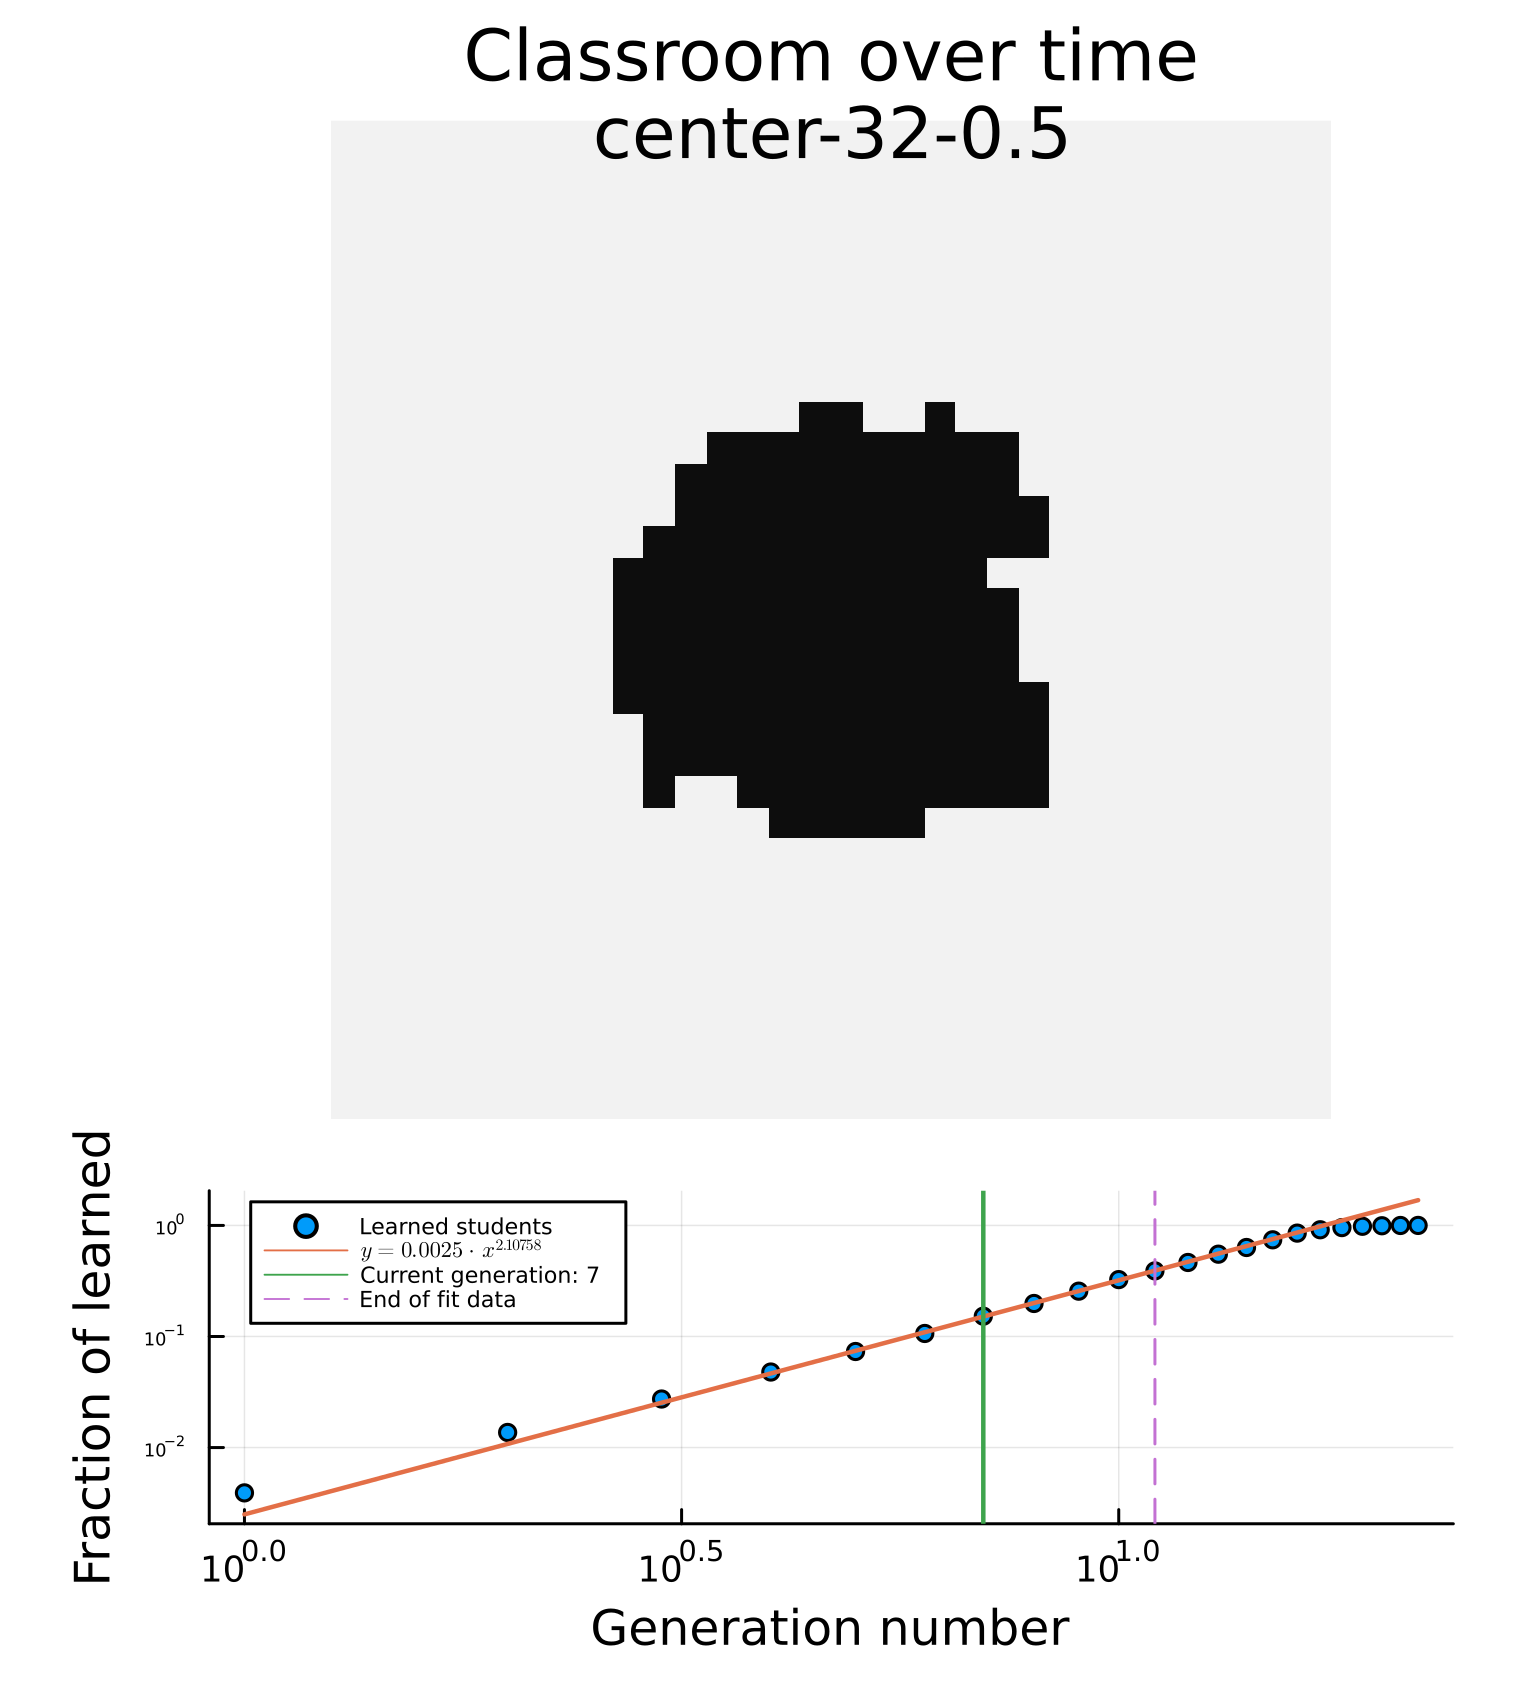 Classroom over time
center-32-0.5
Fraction of learned
10^0
10^-1
10^-2
Learned students
y = 0.0025 · x^2.10758
Current generation: 7
End of fit data
10^0.0
10^0.5
10^1.0
Generation number